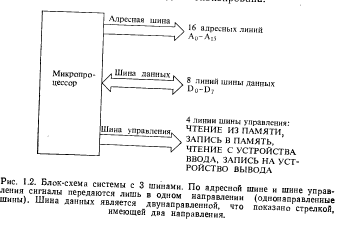 Адресная шина
16 адресных линий
A₀–A₁₅
Микропро-
цессор
Шина данных
8 линий шины данных
D₀–D₇
Шина управления
4 линии шины управления:
ЧТЕНИЕ ИЗ ПАМЯТИ,
ЗАПИСЬ В ПАМЯТЬ,
ЧТЕНИЕ С УСТРОЙСТВА
ВВОДА, ЗАПИСЬ НА УСТ-
РОЙСТВО ВЫВОДА
Рис. 1.2. Блок-схема системы с 3 шинами. По адресной шине и шине управ-
ления сигналы передаются лишь в одном направлении (однонаправленные
шины). Шина данных является двунаправленной, что показано стрелкой,
имеющей два направления.